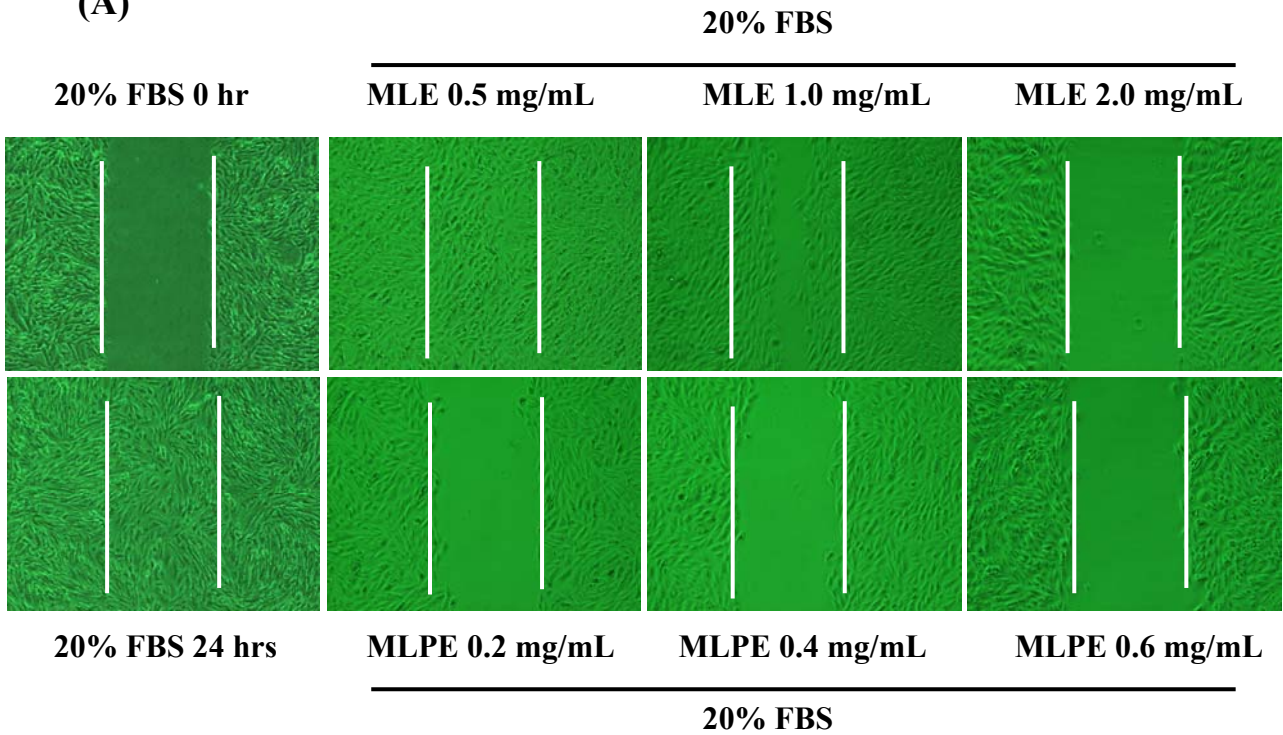 (A)
20% FBS
20% FBS 0 hr
MLE 0.5 mg/mL
MLE 1.0 mg/mL
MLE 2.0 mg/mL
20% FBS 24 hrs
MLPE 0.2 mg/mL
MLPE 0.4 mg/mL
MLPE 0.6 mg/mL
20% FBS